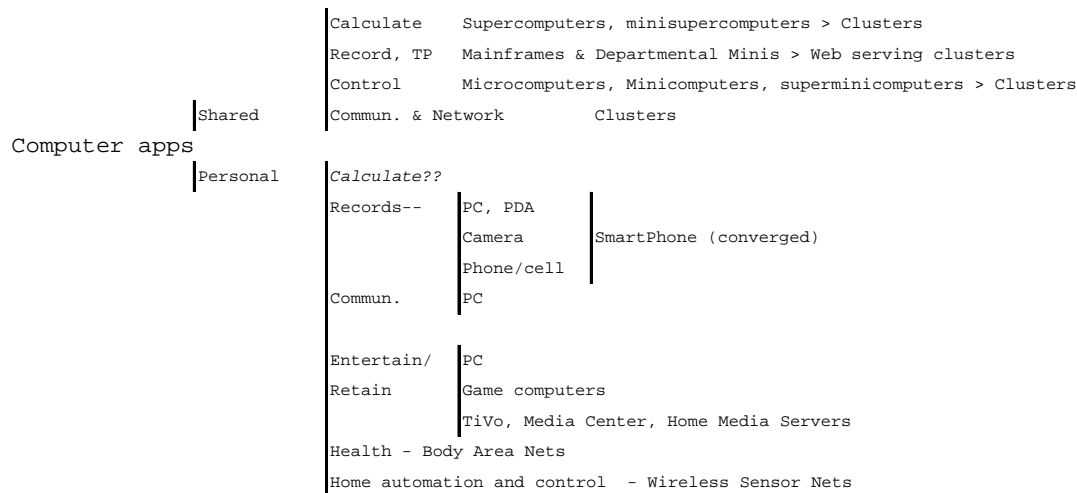 Calculate Supercomputers, minisupercomputers > Clusters
Record, TP Mainframes & Departmental Minis > Web serving clusters
Control Microcomputers, Minicomputers, superminicomputers > Clusters
Shared Commun. & Network Clusters
Computer apps
Personal Calculate??
Records-- PC, PDA
Camera SmartPhone (converged)
Phone/cell
Commun. PC
Entertain/ PC
Retain Game computers
TiVo, Media Center, Home Media Servers
Health - Body Area Nets
Home automation and control - Wireless Sensor Nets